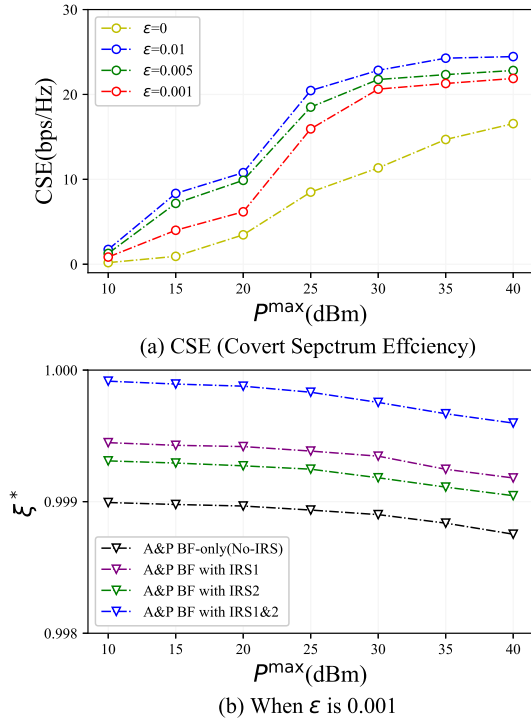 30
20
10
0
CSE(bps/Hz)
ε=0
ε=0.01
ε=0.005
ε=0.001
10 15 20 25 30 35 40
P^max(dBm)
(a) CSE (Covert Sepctrum Effciency)
1.000
0.999
0.998
ξ*
A&P BF-only(No-IRS)
A&P BF with IRS1
A&P BF with IRS2
A&P BF with IRS1&2
10 15 20 25 30 35 40
P^max(dBm)
(b) When ε is 0.001